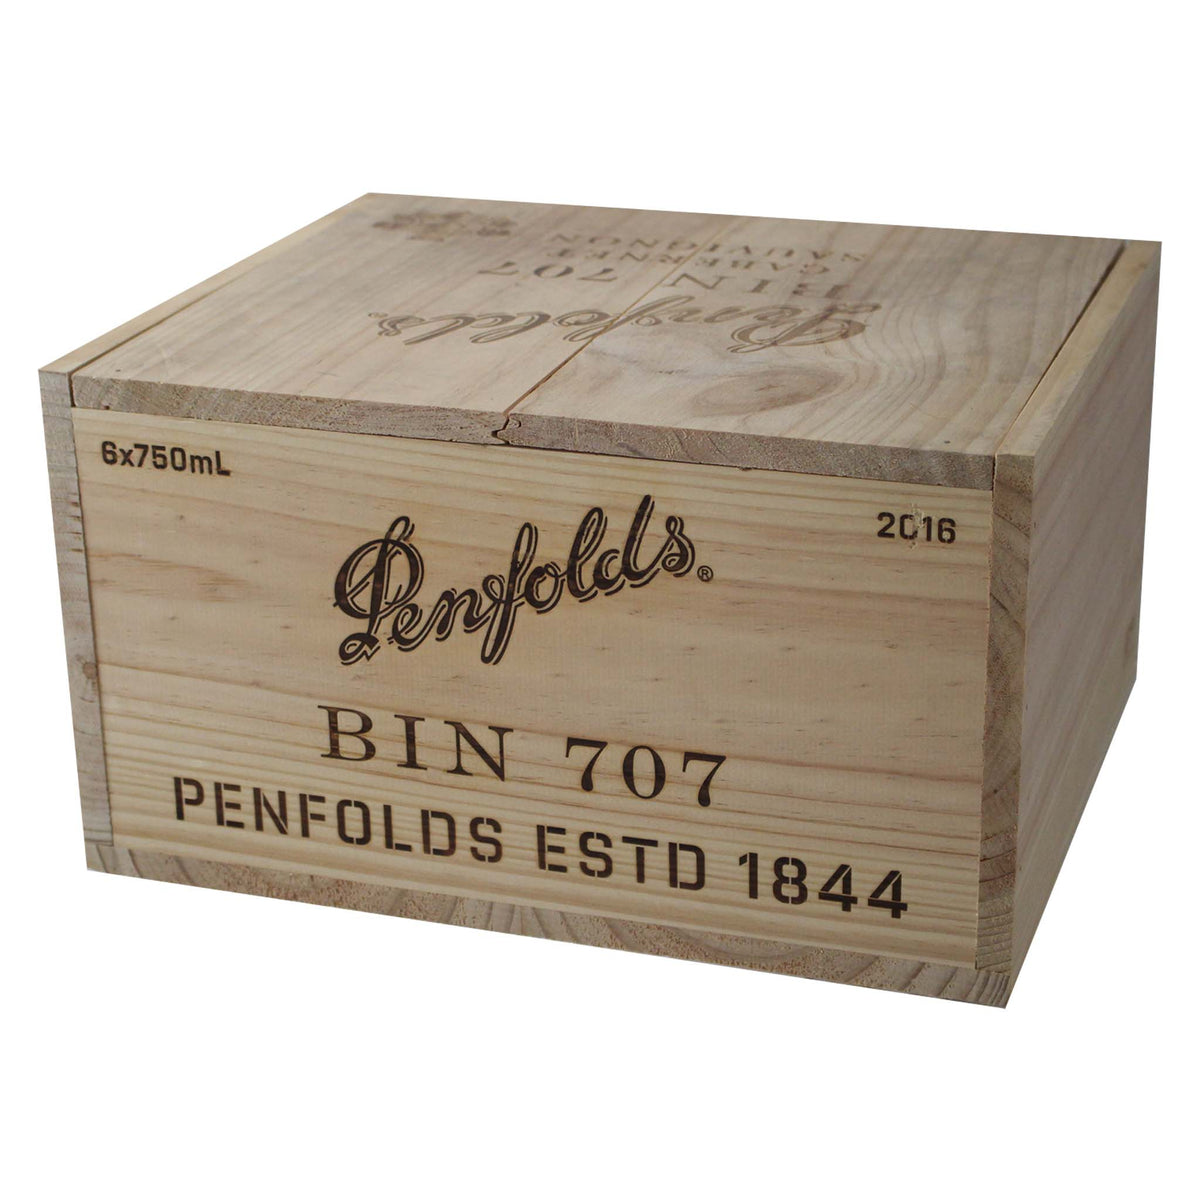 Penfolds®
BIN 707
CABERNET
SAUVIGNON
6x750mL
2016
Penfolds®
BIN 707
PENFOLDS ESTD 1844